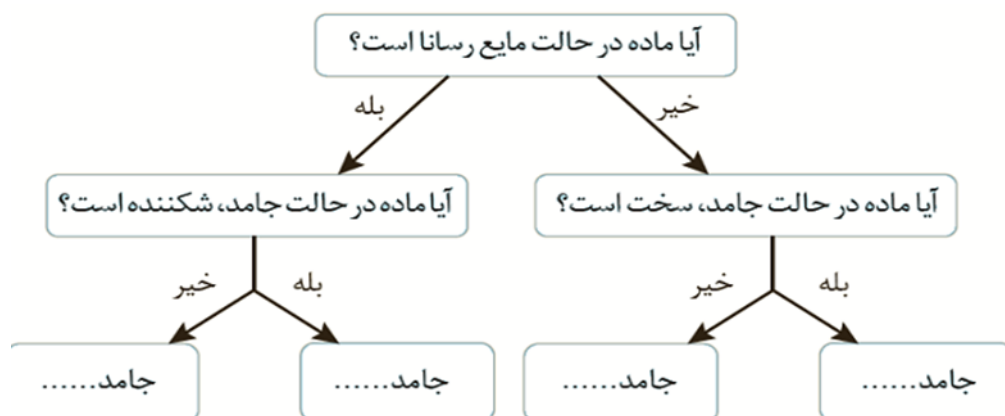 آیا ماده در حالت مایع رسانا است؟
خیر
بله
آیا ماده در حالت جامد، سخت است؟
آیا ماده در حالت جامد، شکننده است؟
بله
خیر
بله
خیر
جامد......
جامد......
جامد......
جامد......